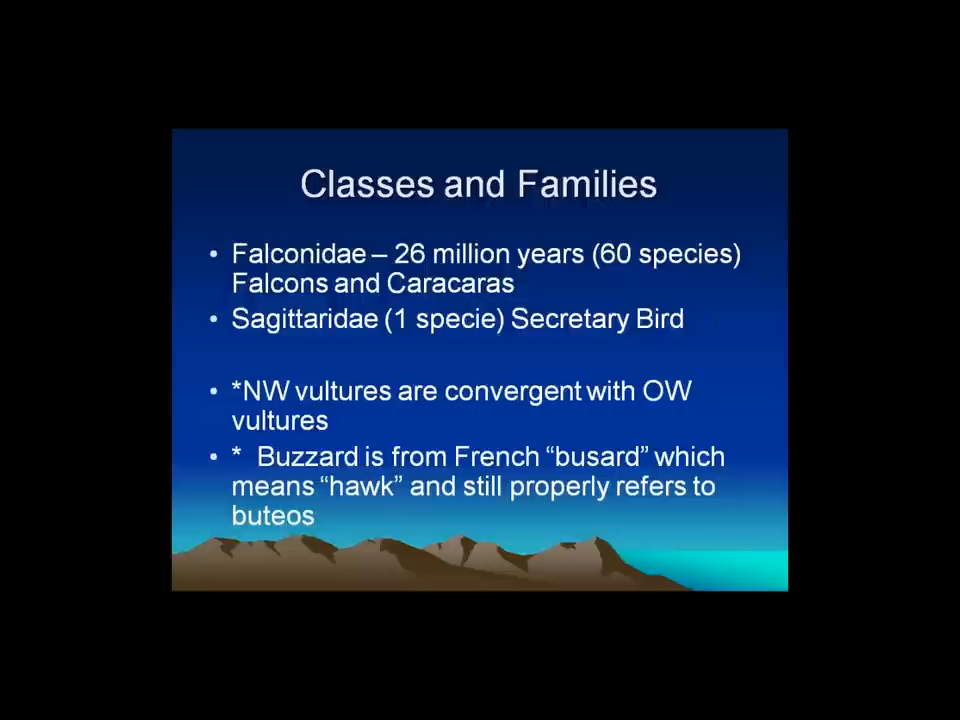 Classes and Families
• Falconidae – 26 million years (60 species)
Falcons and Caracaras
• Sagittaridae (1 specie) Secretary Bird
• *NW vultures are convergent with OW
vultures
• *  Buzzard is from French “busard” which
means “hawk” and still properly refers to
buteos